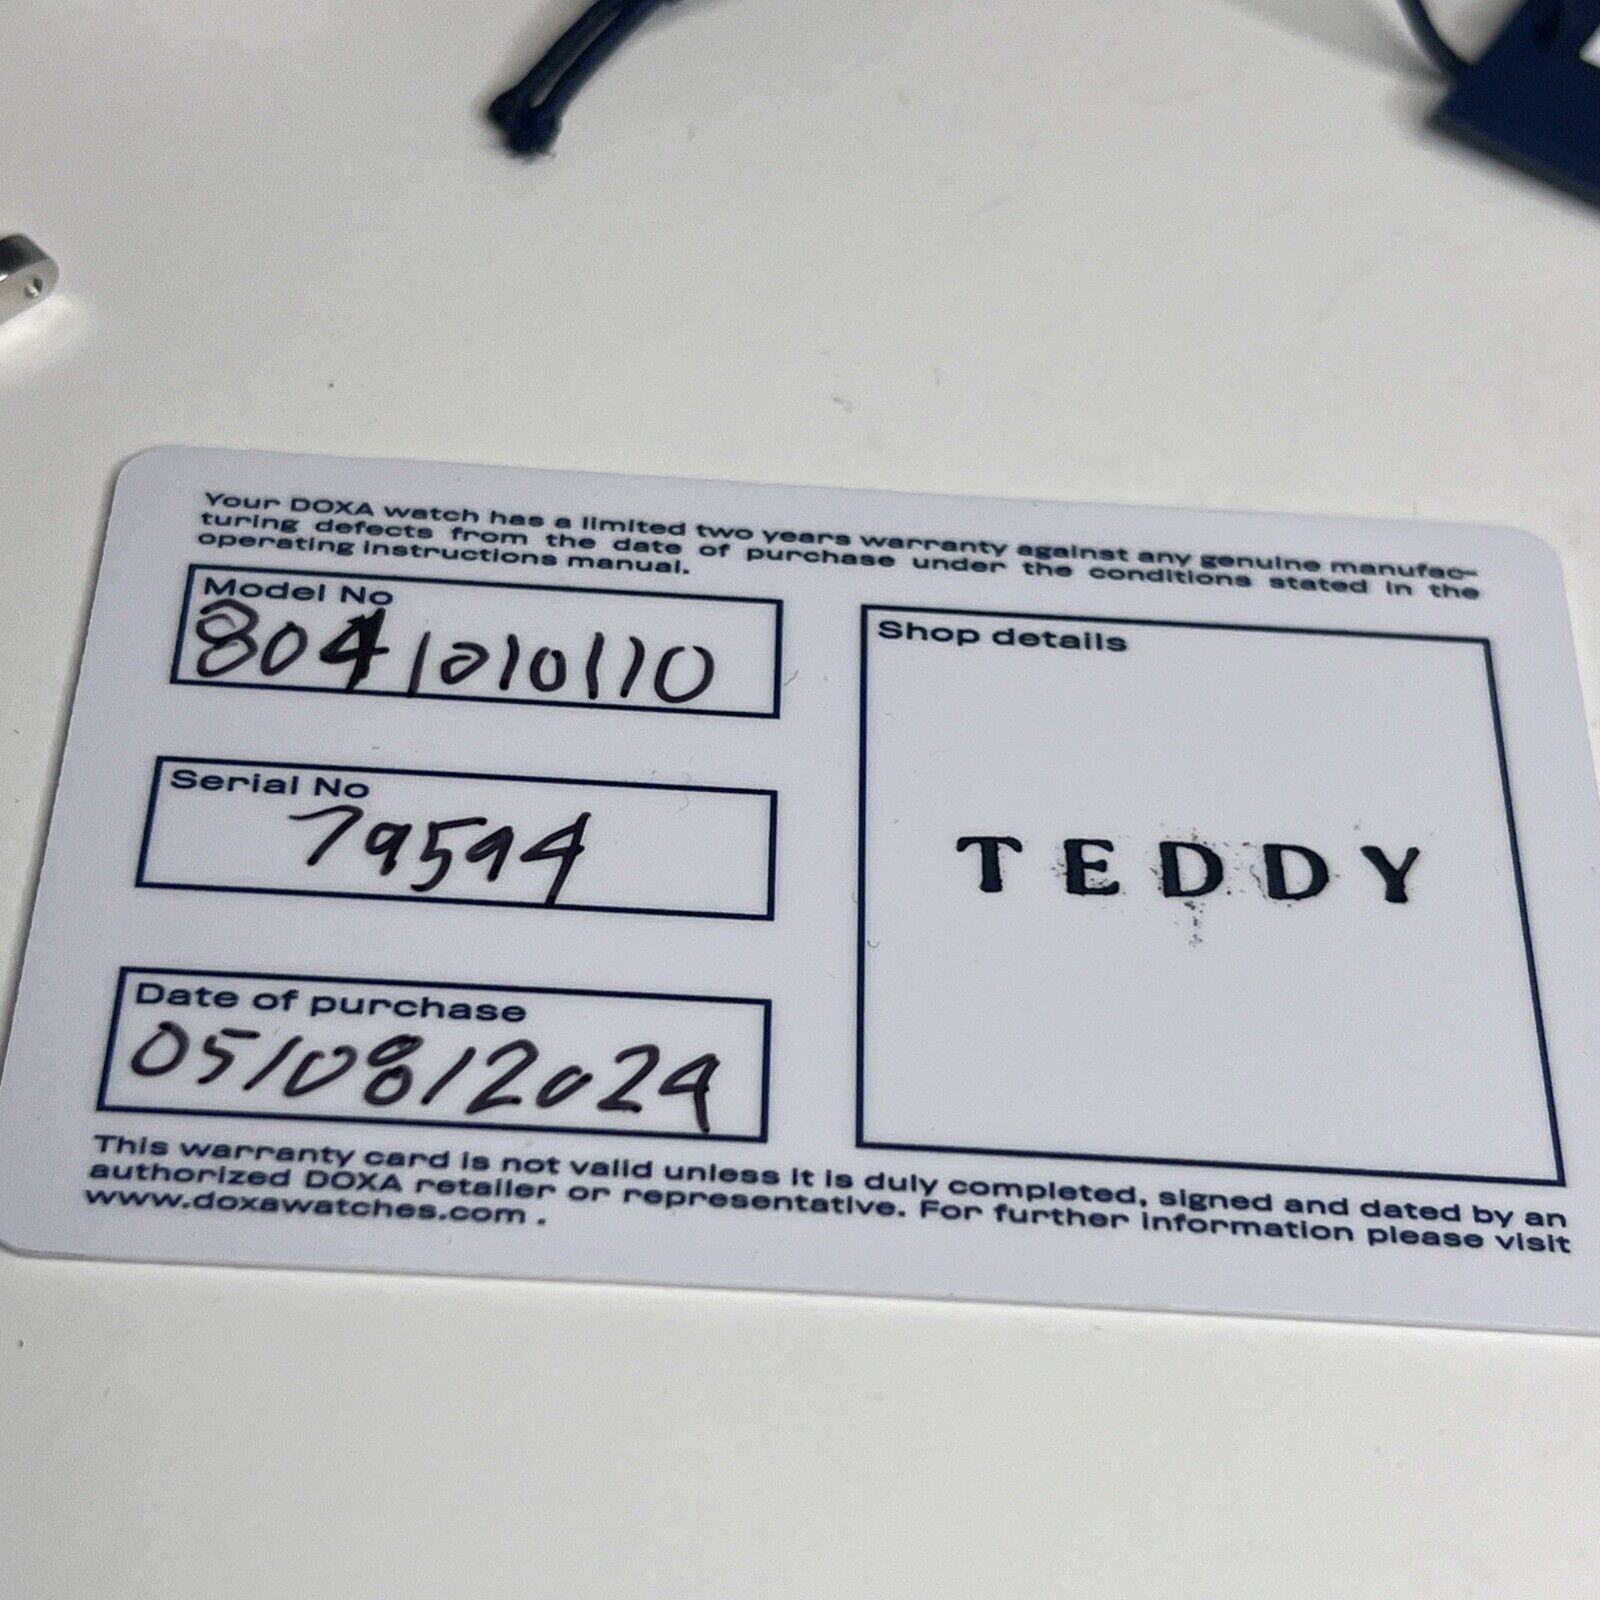 Your DOXA watch has a limited two years warranty against any genuine manufac-
turing defects from the date of purchase under the conditions stated in the
operating instructions manual.
Model No
8041010110
Serial No
79594
Date of purchase
05/08/2024
Shop details
TEDDY
This warranty card is not valid unless it is duly completed, signed and dated by an
authorized DOXA retailer or representative. For further information please visit
www.doxawatches.com .